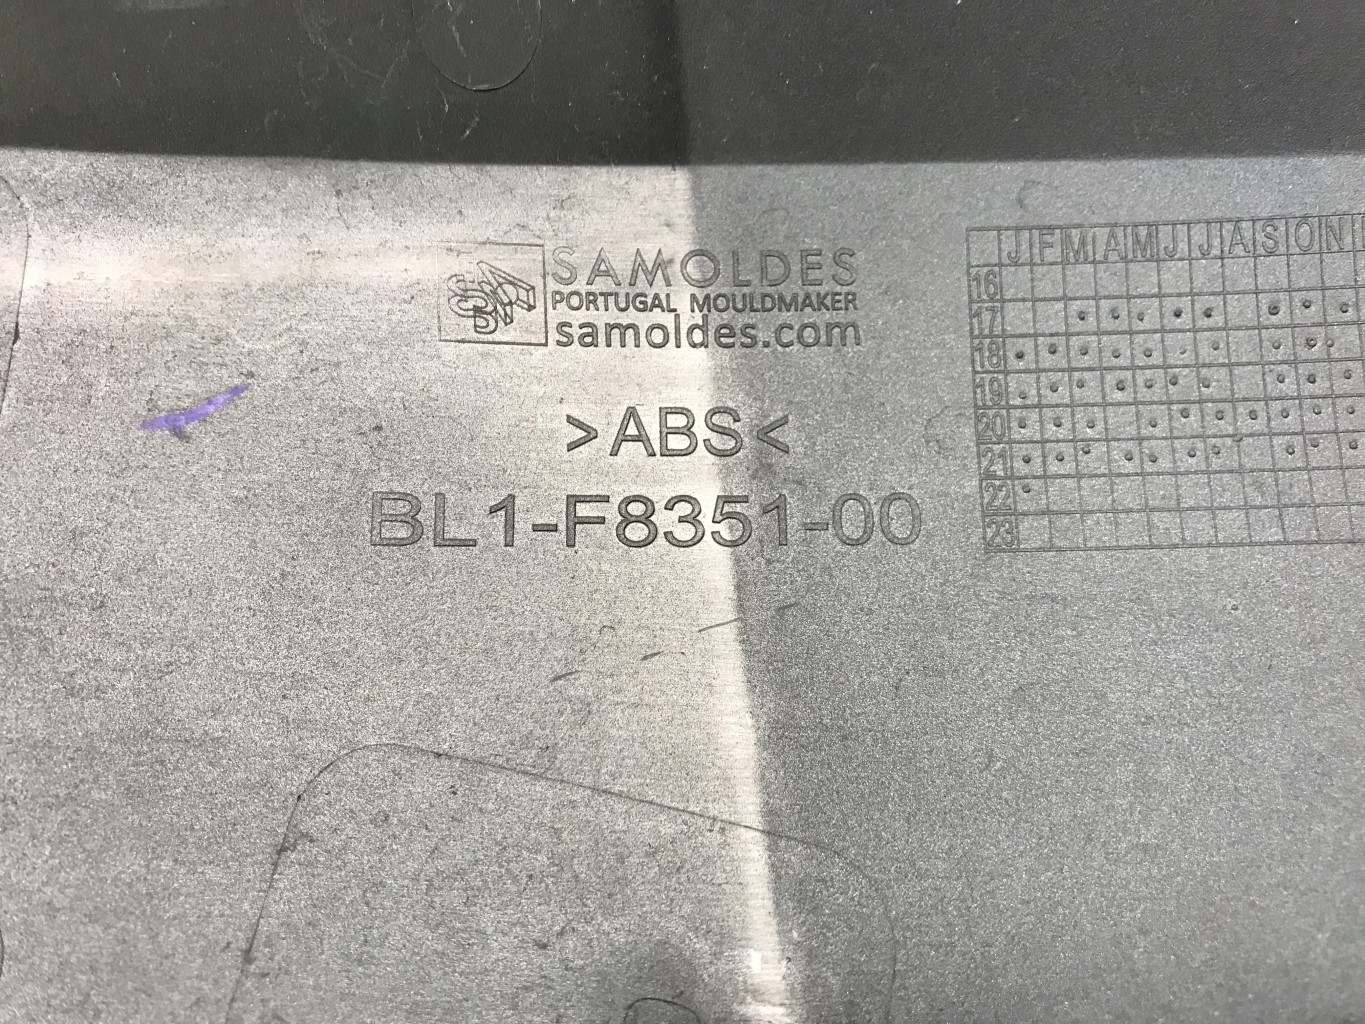 SAMOLDES
PORTUGAL MOULDMAKER
samoldes.com
>ABS<
BL1-F8351-00
J F M A M J J A S O N
16
17
18
19
20
21
22
23